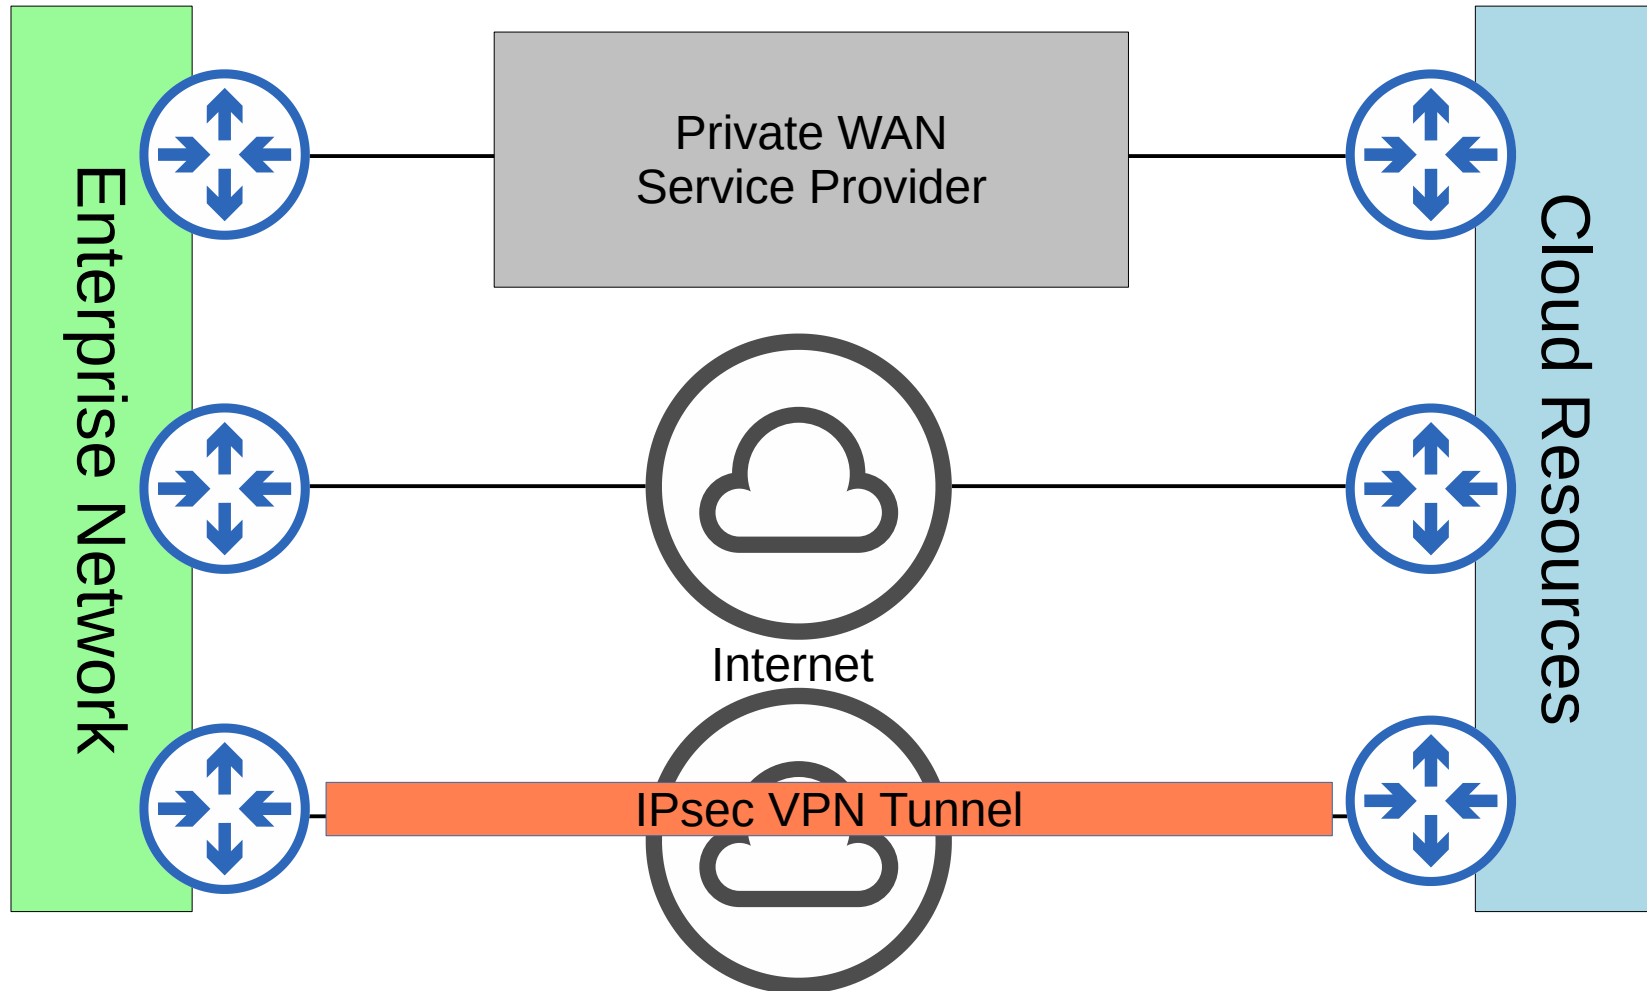 Enterprise Network
Private WAN
Service Provider
Cloud Resources
Internet
IPsec VPN Tunnel